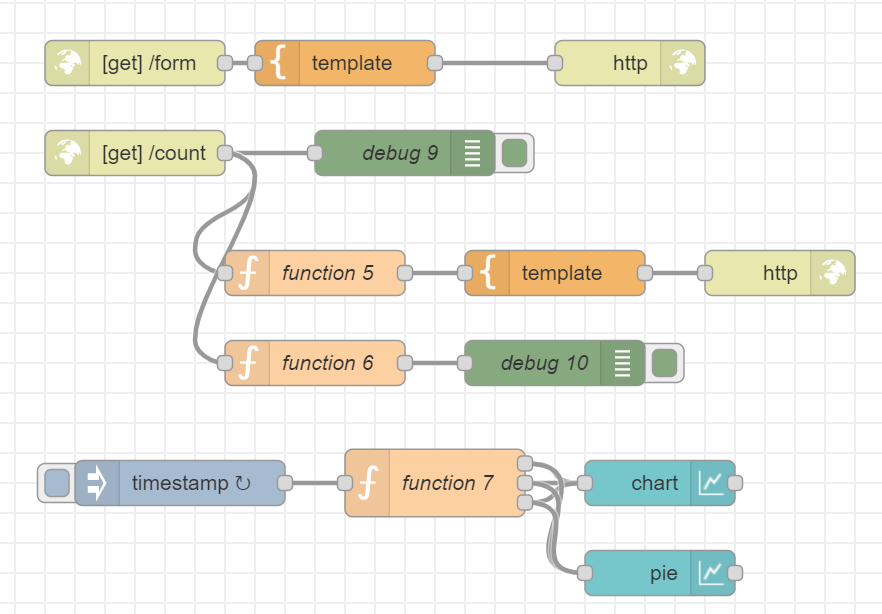 [get] /form
template
http
[get] /count
debug 9
function 5
template
http
function 6
debug 10
timestamp ↻
function 7
chart
pie